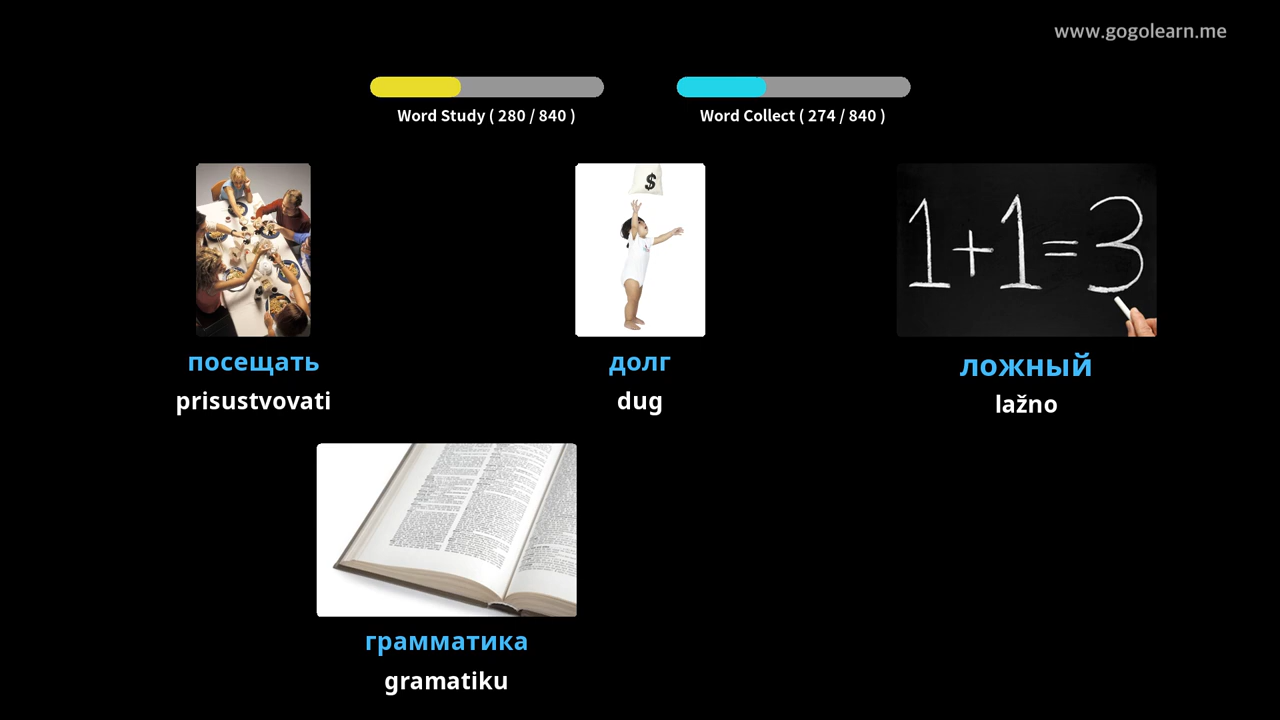 www.gogolearn.me
Word Study ( 280 / 840 )
Word Collect ( 274 / 840 )
$
1+1=3
посещать
долг
ложный
prisustvovati
dug
lažno
грамматика
gramatiku